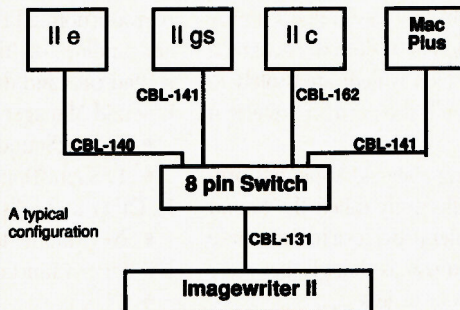 II e
II gs
II c
Mac
Plus
CBL-141
CBL-162
CBL-140
CBL-141
8 pin Switch
A typical
configuration
CBL-131
Imagewriter II